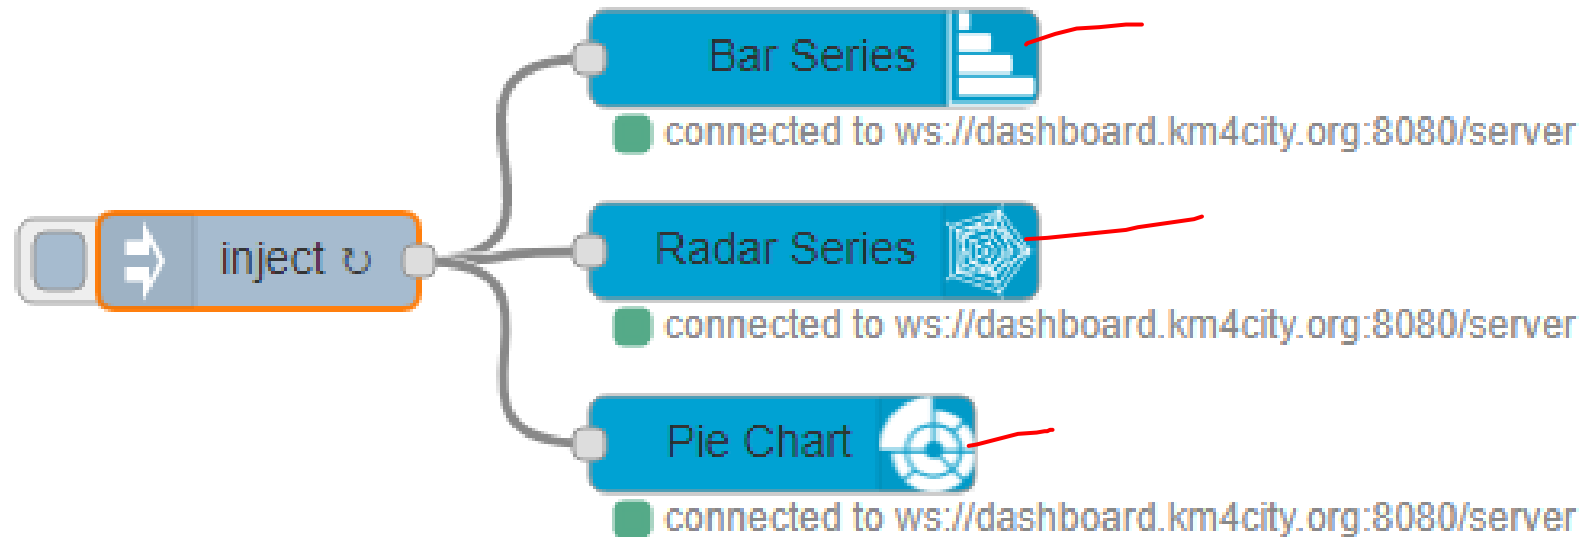 Bar Series
connected to ws://dashboard.km4city.org:8080/server
inject ↻
Radar Series
connected to ws://dashboard.km4city.org:8080/server
Pie Chart
connected to ws://dashboard.km4city.org:8080/server